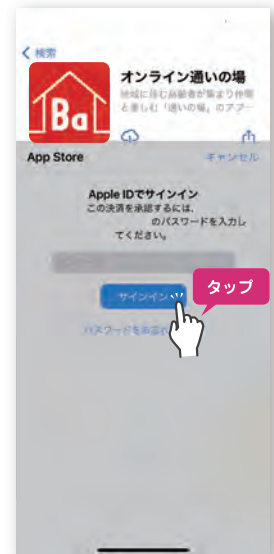 検索
オンライン通いの場
地域に住む高齢者が集まり仲間
と楽しむ「通いの場」のアプ…
Ba
App Store
キャンセル
Apple IDでサインイン
この決済を承認するには、
のパスワードを入力し
てください。
サインイン
タップ
パスワードをお忘れ